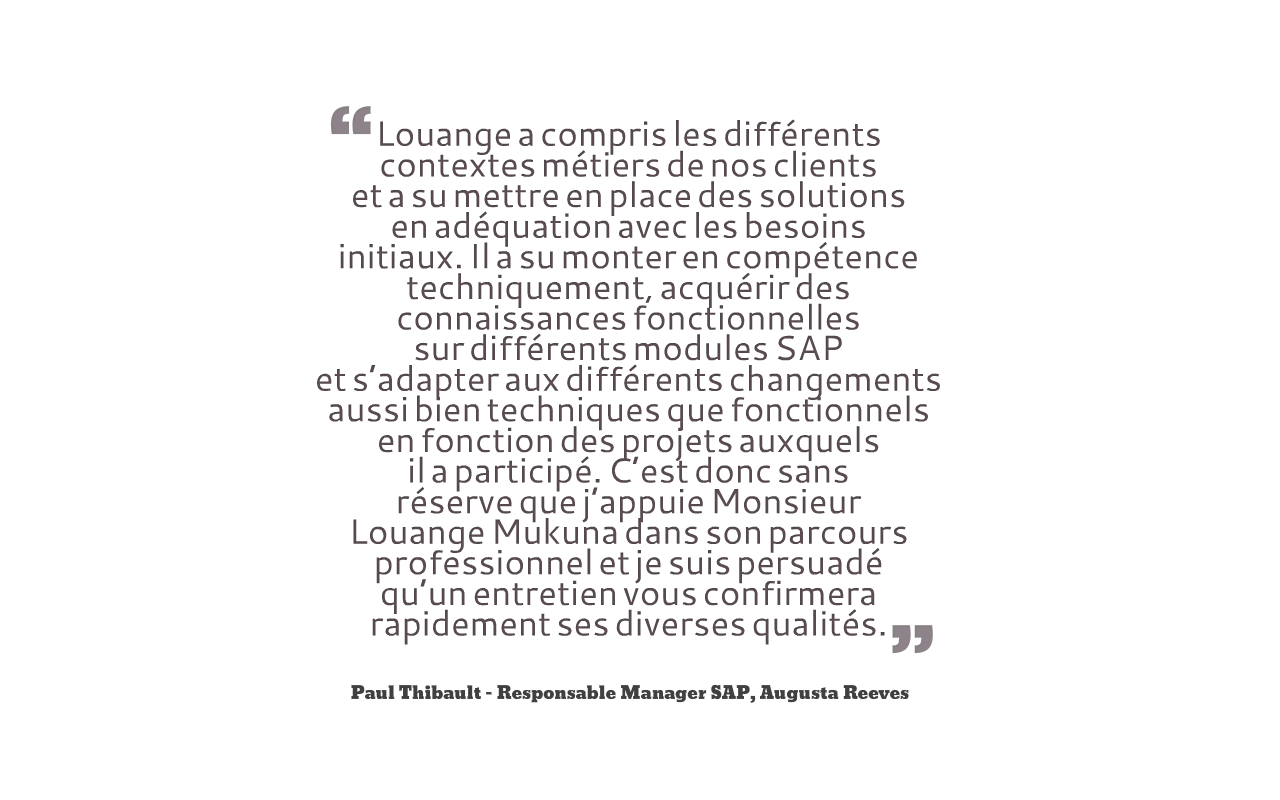 “Louange a compris les différents
contextes métiers de nos clients
et a su mettre en place des solutions
en adéquation avec les besoins
initiaux. Il a su monter en compétence
techniquement, acquérir des
connaissances fonctionnelles
sur différents modules SAP
et s’adapter aux différents changements
aussi bien techniques que fonctionnels
en fonction des projets auxquels
il a participé. C’est donc sans
réserve que j’appuie Monsieur
Louange Mukuna dans son parcours
professionnel et je suis persuadé
qu’un entretien vous confirmera
rapidement ses diverses qualités.”
Paul Thibault - Responsable Manager SAP, Augusta Reeves